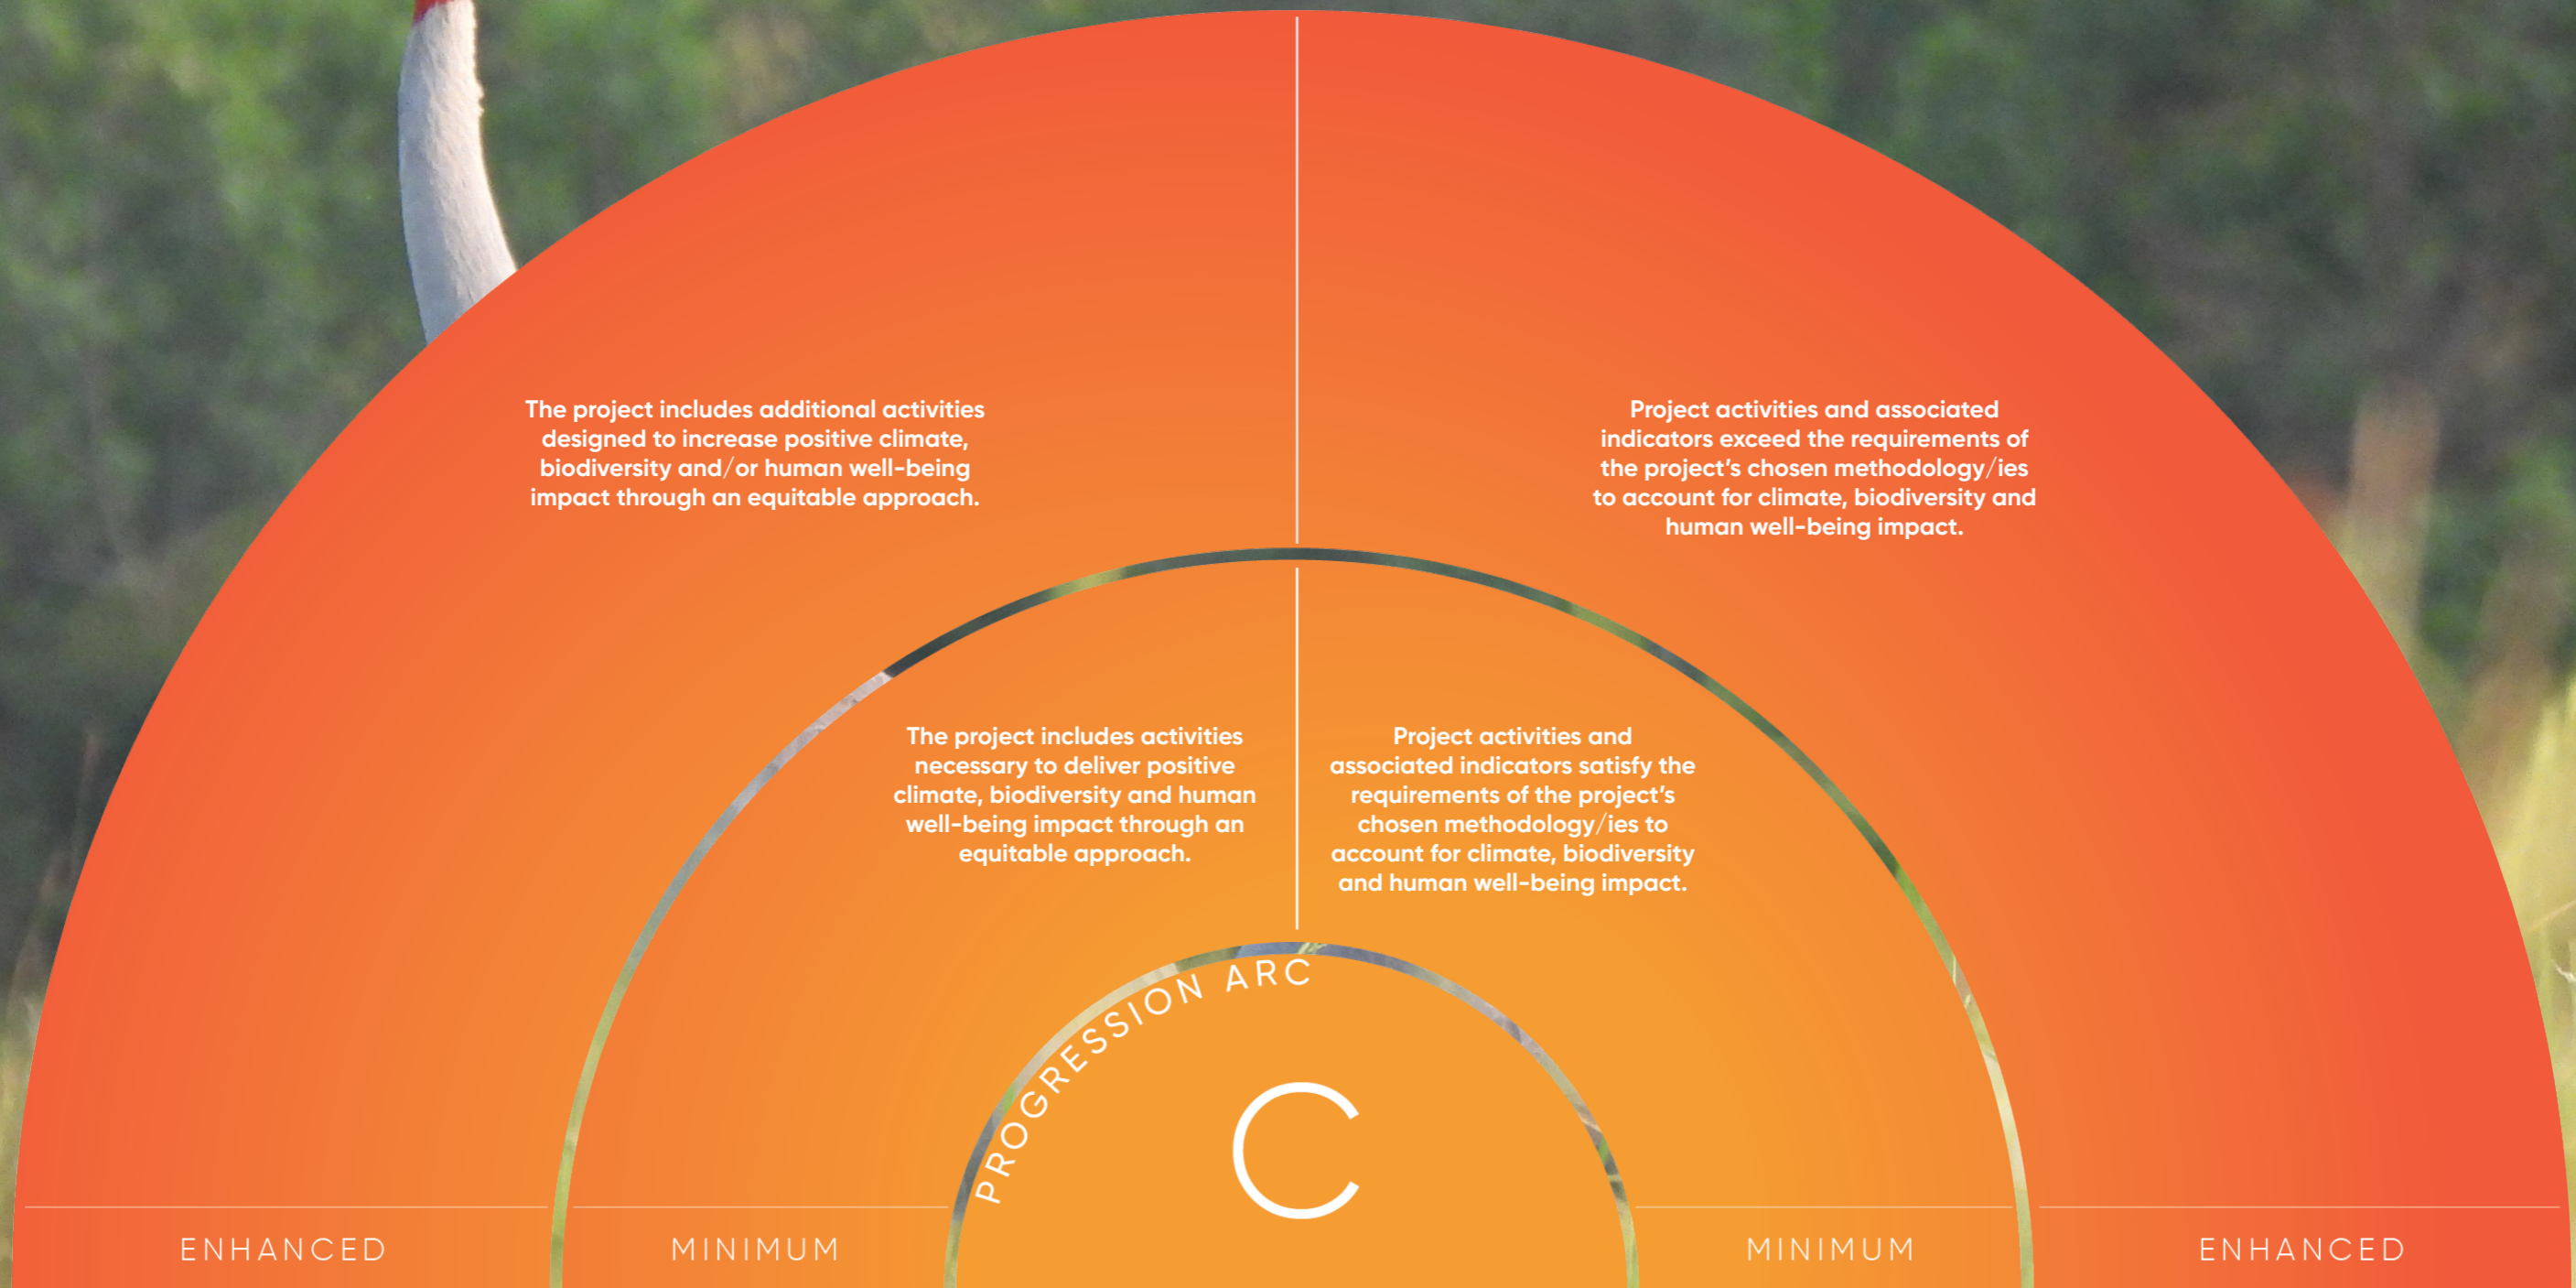 The project includes additional activities
designed to increase positive climate,
biodiversity and/or human well-being
impact through an equitable approach.
Project activities and associated
indicators exceed the requirements of
the project's chosen methodology/ies
to account for climate, biodiversity and
human well-being impact.
The project includes activities
necessary to deliver positive
climate, biodiversity and human
well-being impact through an
equitable approach.
Project activities and
associated indicators satisfy the
requirements of the project's
chosen methodology/ies to
account for climate, biodiversity
and human well-being impact.
PROGRESSION ARC
C
ENHANCED
MINIMUM
MINIMUM
ENHANCED